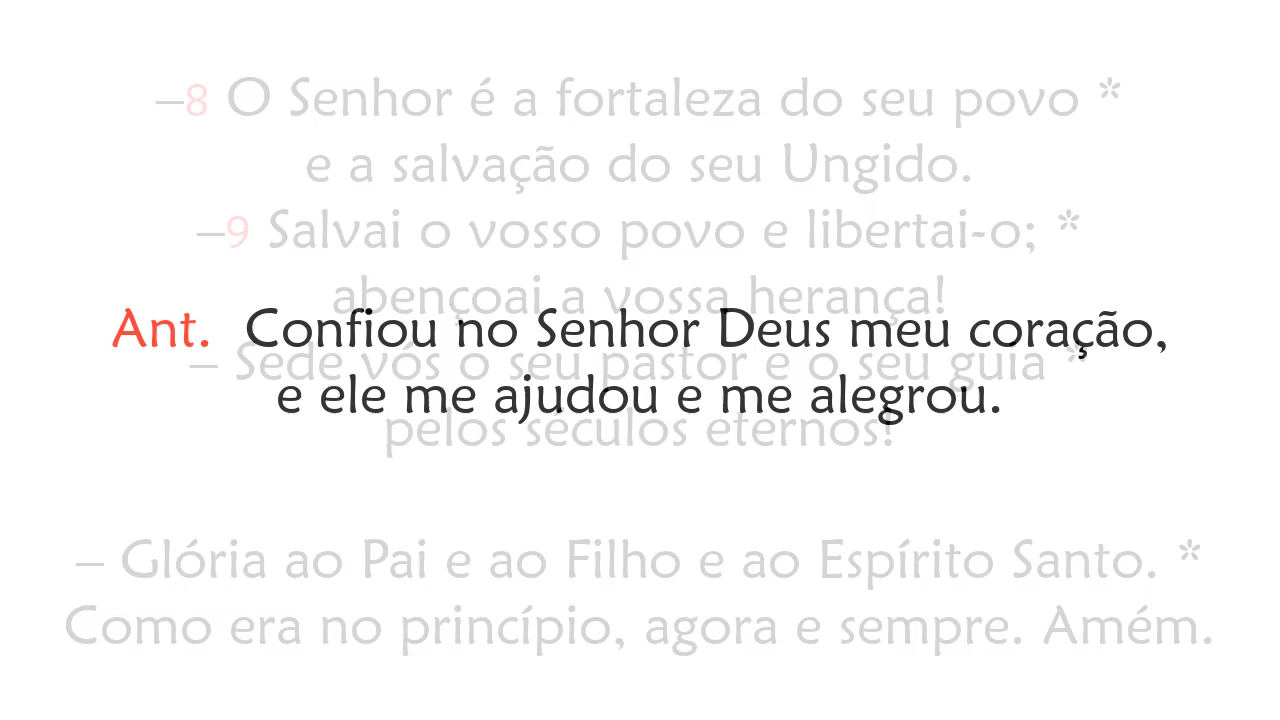 –8 O Senhor é a fortaleza do seu povo *
e a salvação do seu Ungido.
–9 Salvai o vosso povo e libertai-o; *
abençoai a vossa herança!
Ant. Confiou no Senhor Deus meu coração,
– Sede vós o seu pastor e o seu guia *
e ele me ajudou e me alegrou.
pelos séculos eternos!
– Glória ao Pai e ao Filho e ao Espírito Santo. *
Como era no princípio, agora e sempre. Amém.